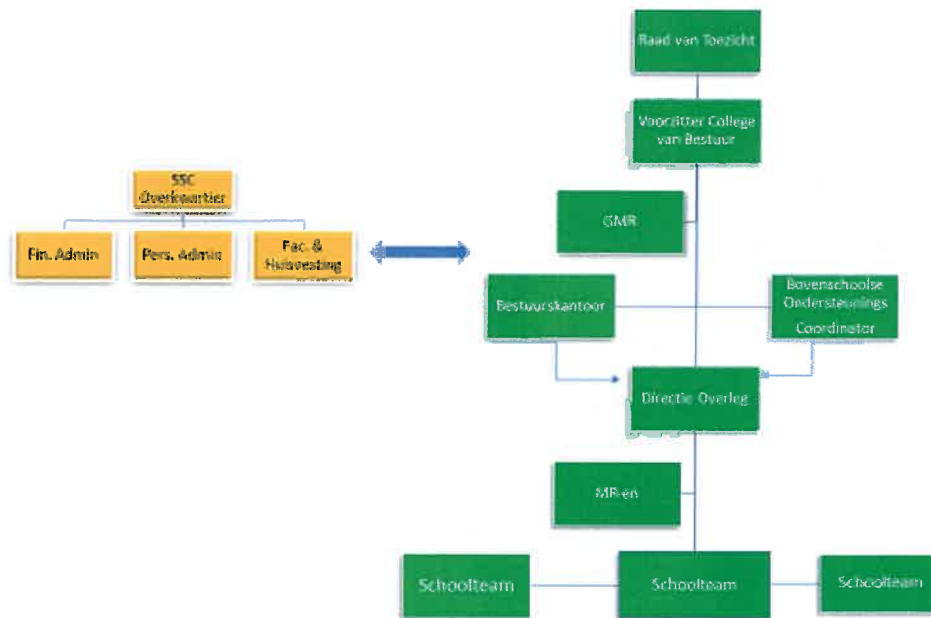 Raad van Toezicht
Voorzitter College
van Bestuur
SSC
Overkwartier
Fin. Admin
Pers. Admin
Fac. &
Huisvesting
GMR
Bestuurskantoor
Bovenschoolse
Ondersteunings
Coordinator
Directie Overleg
MR-en
Schoolteam
Schoolteam
Schoolteam